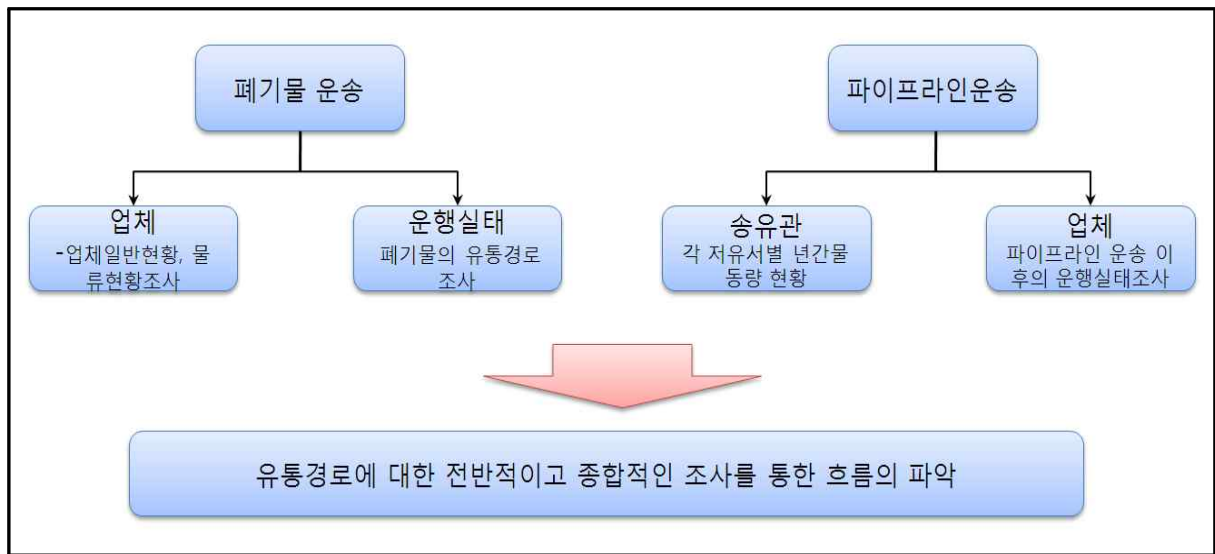 폐기물 운송
파이프라인운송
업체
-업체일반현황, 물
류현황조사
운행실태
폐기물의 유통경로
조사
송유관
각 저유서별 년간물
동량 현황
업체
파이프라인 운송 이
후의 운행실태조사
유통경로에 대한 전반적이고 종합적인 조사를 통한 흐름의 파악